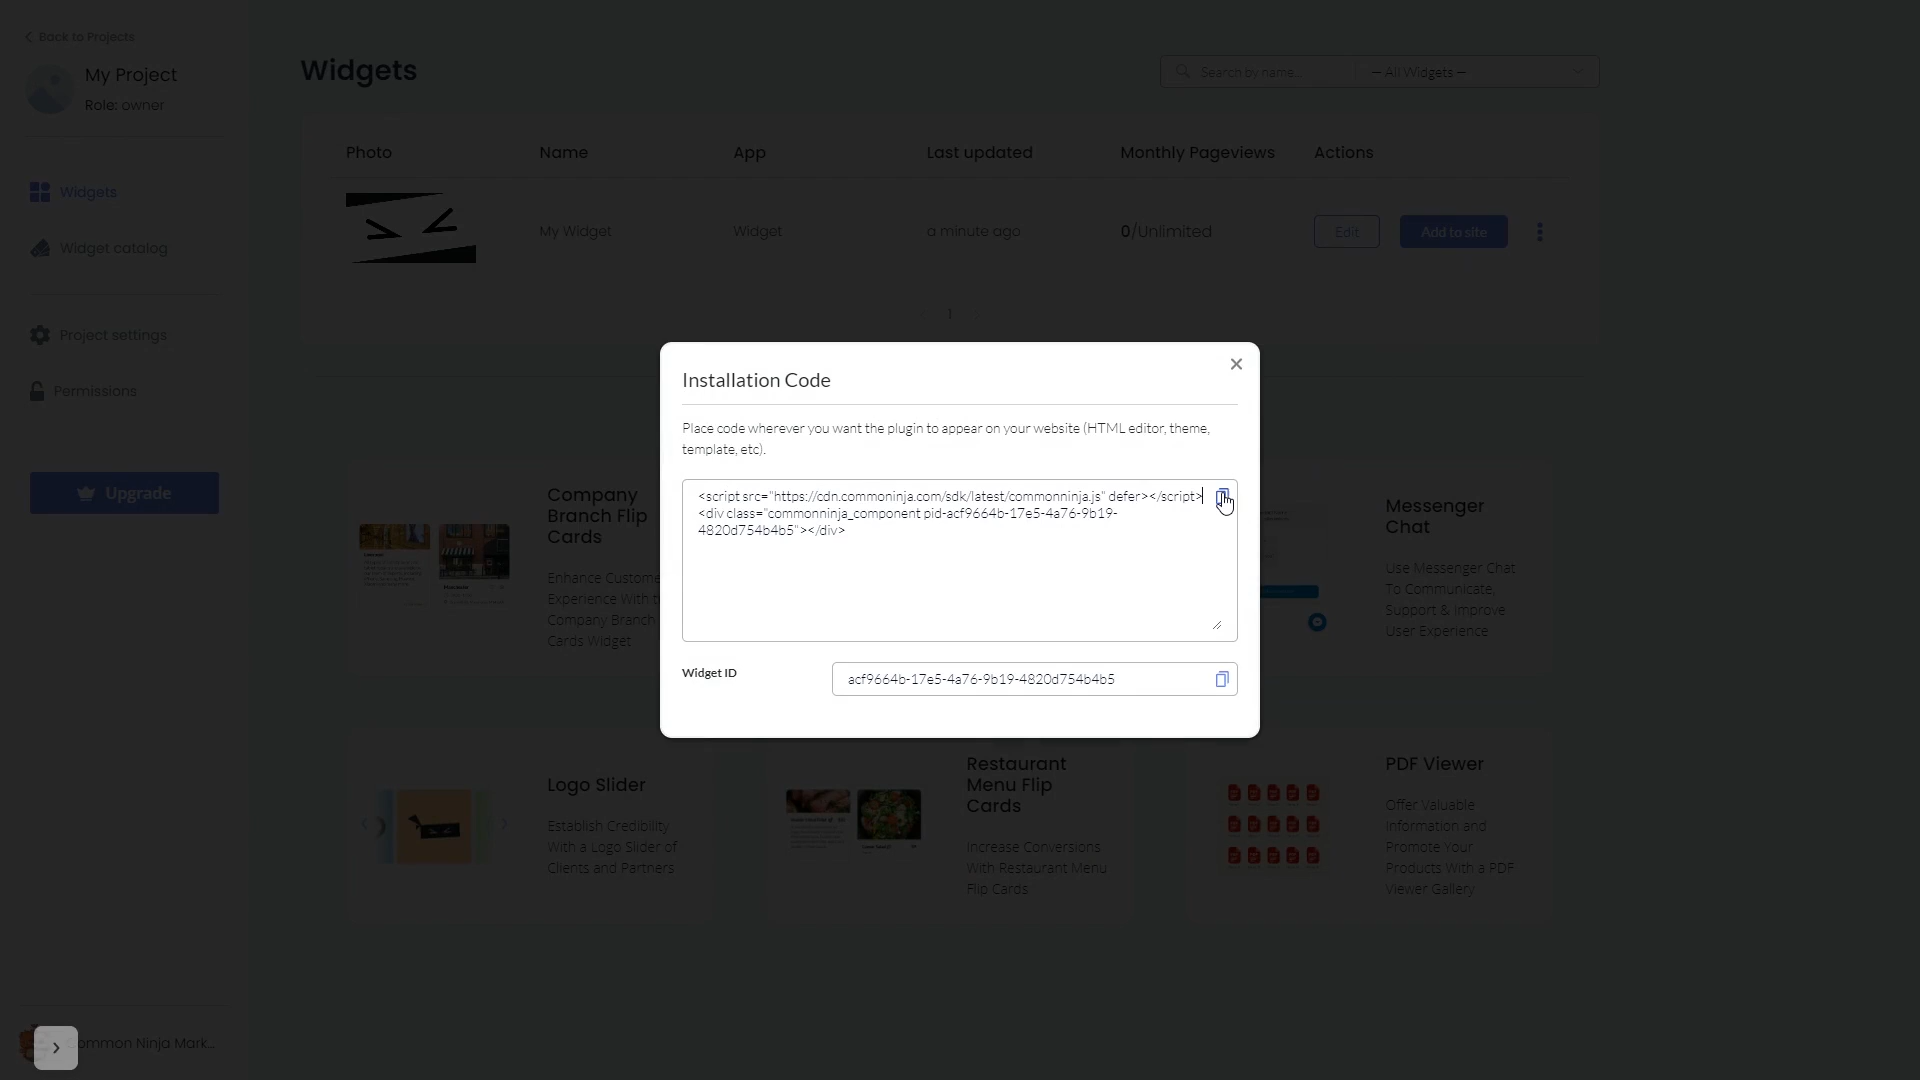 Back to Projects
My Project
Role: owner
Widgets
Widget catalog
Project settings
Permissions
Upgrade
Common Ninja Mark...
Widgets
Search by name...
— All Widgets —
Photo
Name
App
Last updated
Monthly Pageviews
Actions
My Widget
Widget
a minute ago
0/Unlimited
Edit
Add to site
1
Installation Code
Place code wherever you want the plugin to appear on your website (HTML editor, theme,
template, etc).
<script src="https://cdn.commoninja.com/sdk/latest/commonninja.js" defer></script>
<div class="commonninja_component pid-acf9664b-17e5-4a76-9b19-
4820d754b4b5"></div>
Widget ID
acf9664b-17e5-4a76-9b19-4820d754b4b5
Company
Branch Flip
Cards
Enhance Custome
Experience With t
Company Branch
Cards Widget
Messenger
Chat
Use Messenger Chat
To Communicate,
Support & Improve
User Experience
Logo Slider
Establish Credibility
With a Logo Slider of
Clients and Partners
Restaurant
Menu Flip
Cards
Increase Conversions
With Restaurant Menu
Flip Cards
PDF Viewer
Offer Valuable
Information and
Promote Your
Products With a PDF
Viewer Gallery